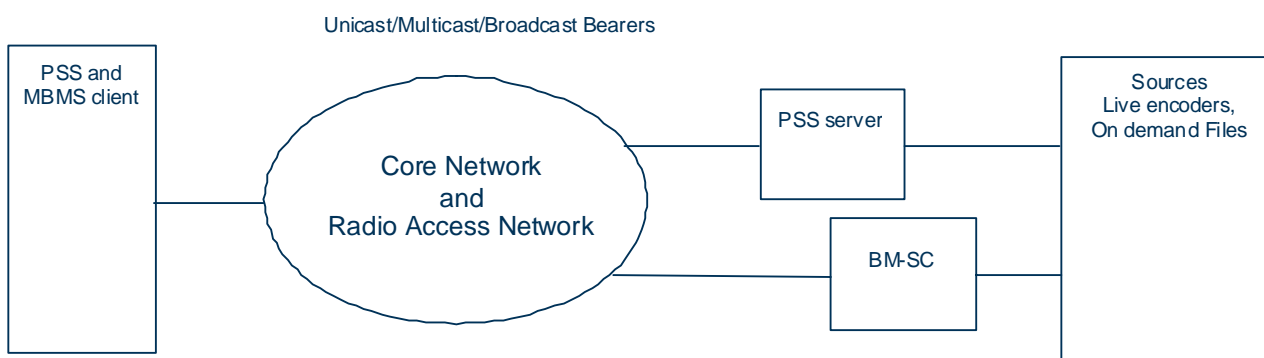 Unicast/Multicast/Broadcast Bearers
PSS and
MBMS client
Core Network
and
Radio Access Network
PSS server
BM-SC
Sources
Live encoders,
On demand Files